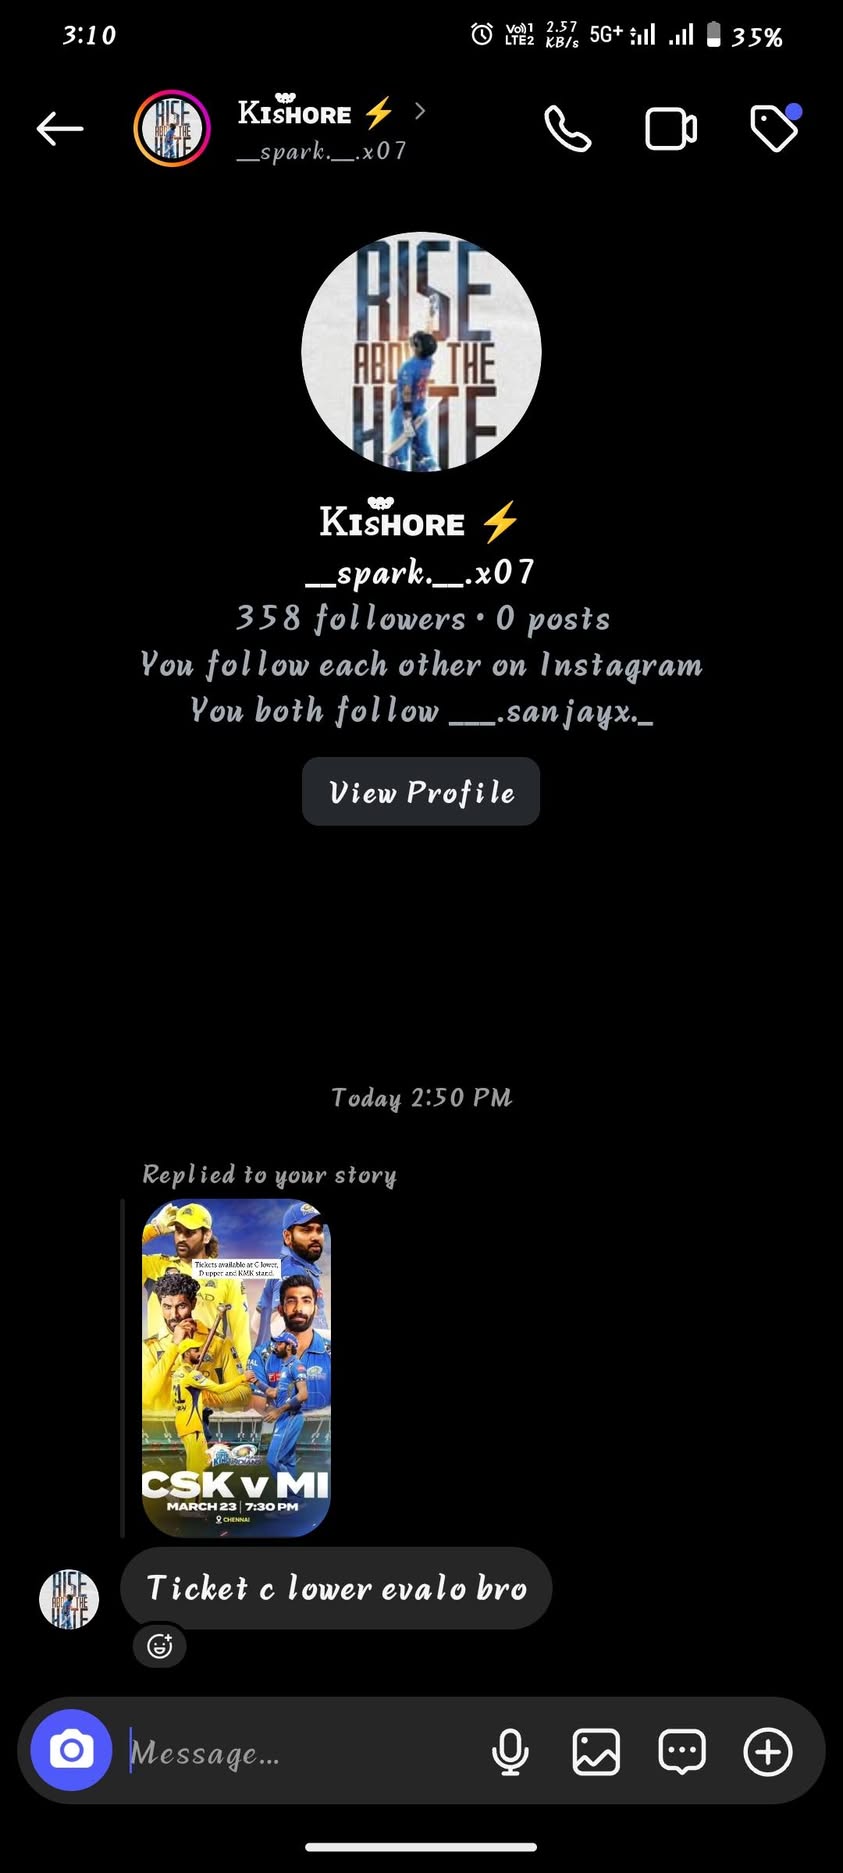 3:10
Vo))1 LTE2 2.57 KB/s 5G+ 35%
KIsHORE ⚡
__spark.__.x07
RISE
ABOVE THE
HATE
KIsHORE ⚡
__spark.__.x07
358 followers • 0 posts
You follow each other on Instagram
You both follow ___.sanjayx._
View Profile
Today 2:50 PM
Replied to your story
Tickets available at C lower,
D upper and KMK stand.
CSK v MI
MARCH 23 | 7:30 PM
CHENNAI
Ticket c lower evalo bro
Message...